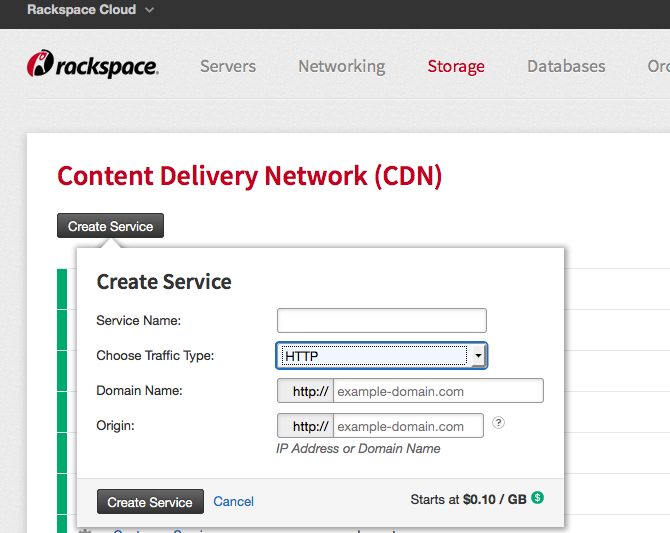 Rackspace Cloud
rackspace.
Servers Networking Storage Databases
Content Delivery Network (CDN)
Create Service
Create Service
Service Name:
Choose Traffic Type: HTTP
Domain Name: http:// example-domain.com
Origin: http:// example-domain.com ?
IP Address or Domain Name
Create Service Cancel Starts at $0.10 / GB $